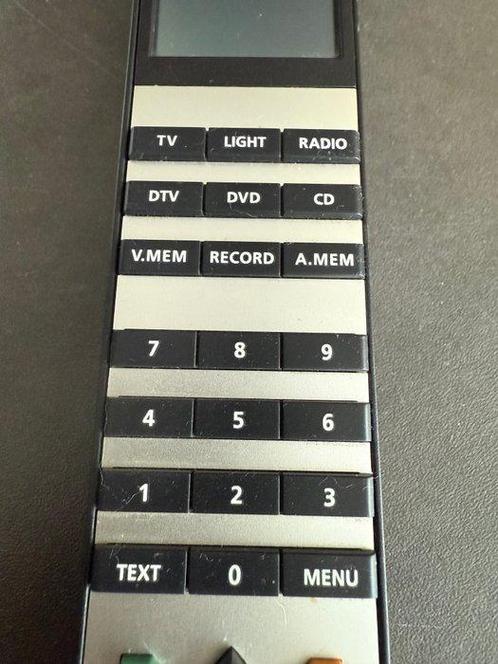 TV LIGHT RADIO
DTV DVD CD
V.MEM RECORD A.MEM
7 8 9
4 5 6
1 2 3
TEXT 0 MENU